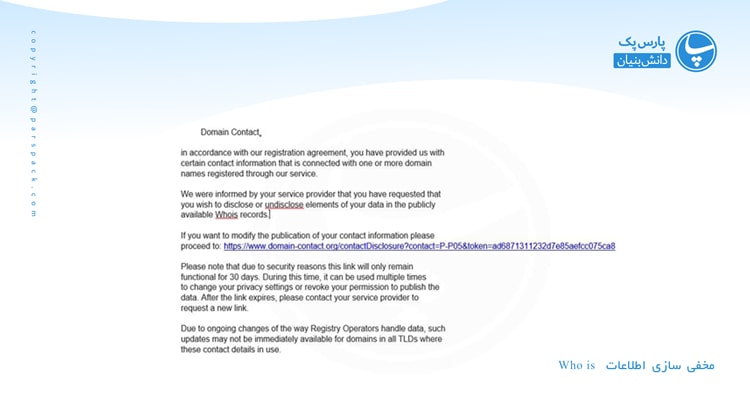 copyright@parspack.com
پارس پک
دانش‌بنیان
Domain Contact,
in accordance with our registration agreement, you have provided us with
certain contact information that is connected with one or more domain
names registered through our service.
We were informed by your service provider that you have requested that
you wish to disclose or undisclose elements of your data in the publicly
available Whois records.
If you want to modify the publication of your contact information please
proceed to: https://www.domain-contact.org/contactDisclosure?contact=P-P05&token=ad6871311232d7e85aefcc075ca8
Please note that due to security reasons this link will only remain
functional for 30 days. During this time, it can be used multiple times
to change your privacy settings or revoke your permission to publish the
data. After the link expires, please contact your service provider to
request a new link.
Due to ongoing changes of the way Registry Operators handle data, such
updates may not be immediately available for domains in all TLDs where
these contact details in use.
مخفی سازی اطلاعات Who is